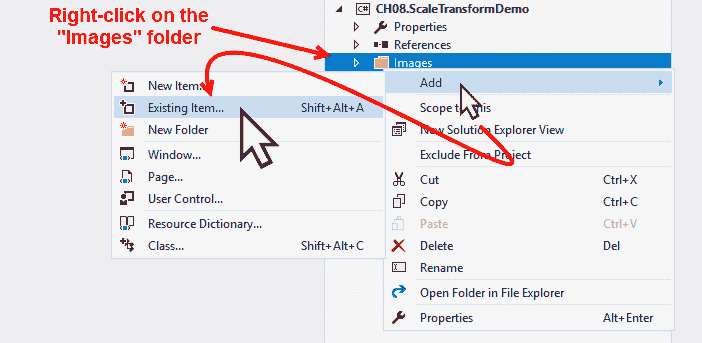 Right-click on the
"Images" folder
CH08.ScaleTransformDemo
Properties
References
Images
New Item...
Existing Item... Shift+Alt+A
New Folder
Window...
Page...
User Control...
Resource Dictionary...
Class... Shift+Alt+C
Add
Scope to This
New Solution Explorer View
Exclude From Project
Cut Ctrl+X
Copy Ctrl+C
Paste Ctrl+V
Delete Del
Rename
Open Folder in File Explorer
Properties Alt+Enter